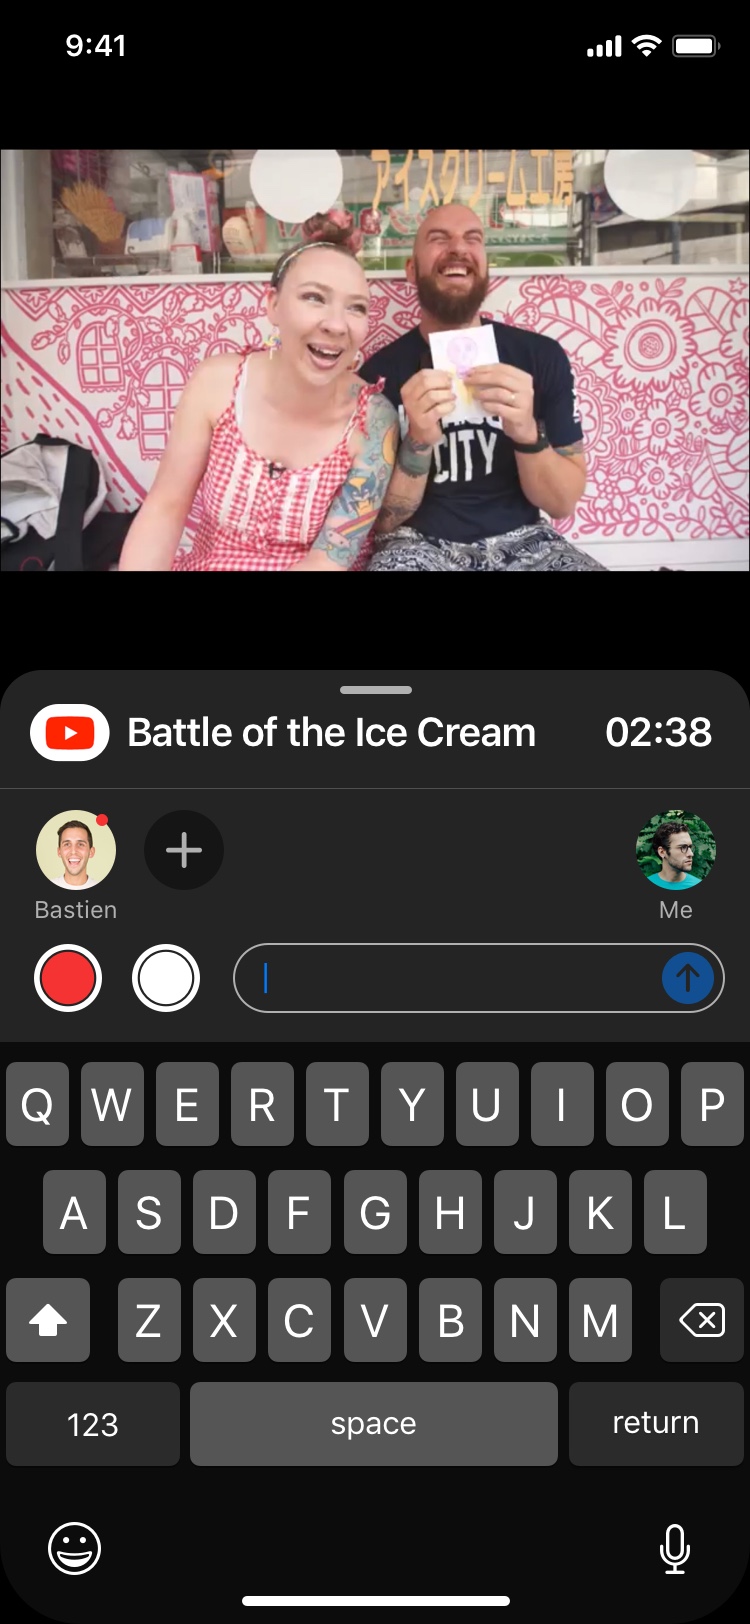 9:41
アイスクリーム工房
CITY
Battle of the Ice Cream 02:38
Bastien
Me
Q W E R T Y U I O P
A S D F G H J K L
Z X C V B N M
123 space return